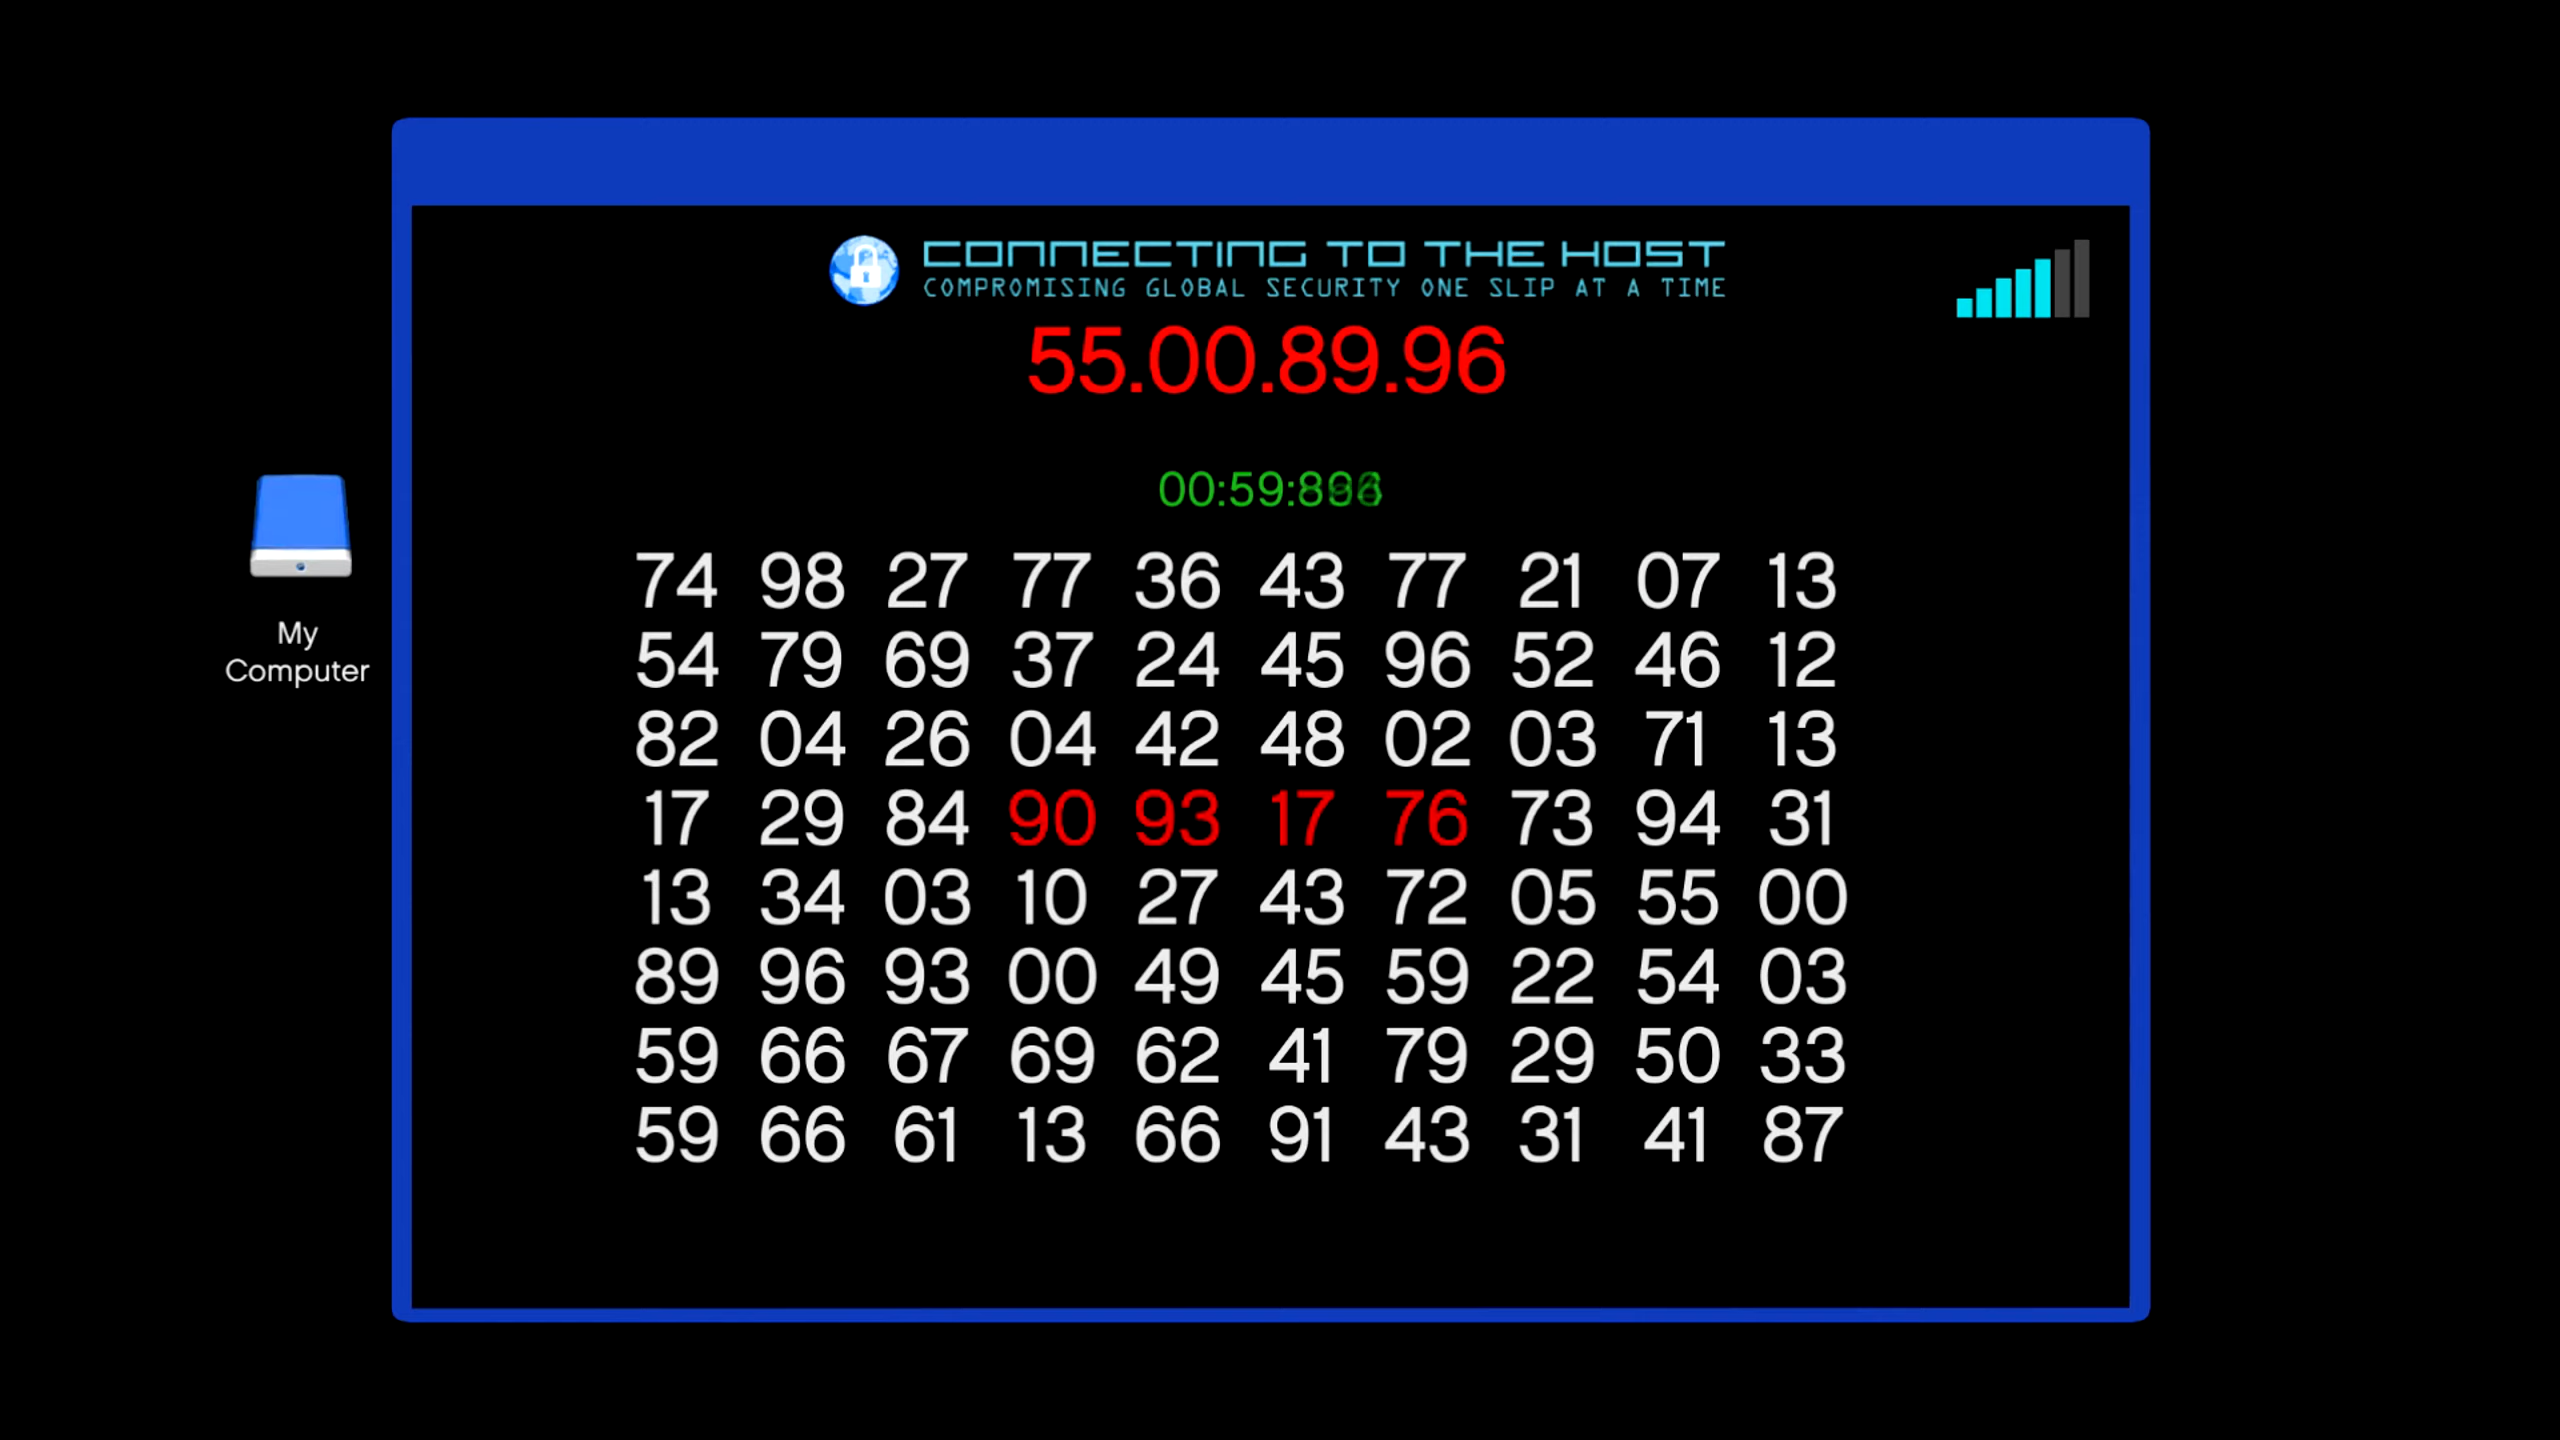 CONNECTING TO THE HOST
COMPROMISING GLOBAL SECURITY ONE SLIP AT A TIME
55.00.89.96
My
Computer
74 98 27 77 36 43 77 21 07 13
54 79 69 37 24 45 96 52 46 12
82 04 26 04 42 48 02 03 71 13
17 29 84 90 93 17 76 73 94 31
13 34 03 10 27 43 72 05 55 00
89 96 93 00 49 45 59 22 54 03
59 66 67 69 62 41 79 29 50 33
59 66 61 13 66 91 43 31 41 87